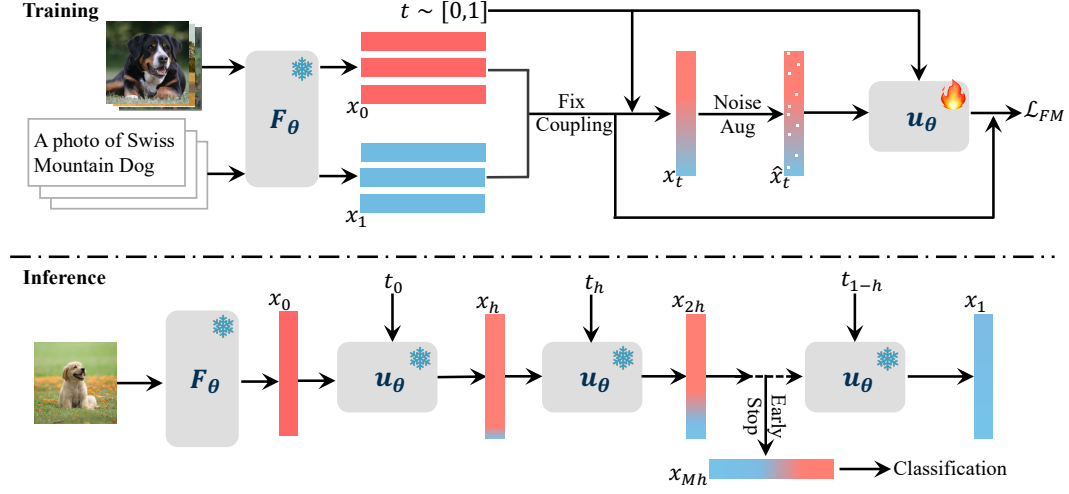 Training
t ~ [0,1]
F_θ
x_0
Fix
Coupling
Noise
Aug
u_θ
ℒ_FM
A photo of Swiss
Mountain Dog
x_1
x_t
x̂_t
Inference
x_0
t_0
x_h
t_h
x_2h
t_1−h
x_1
F_θ
u_θ
u_θ
u_θ
Early
Stop
x_Mh
Classification